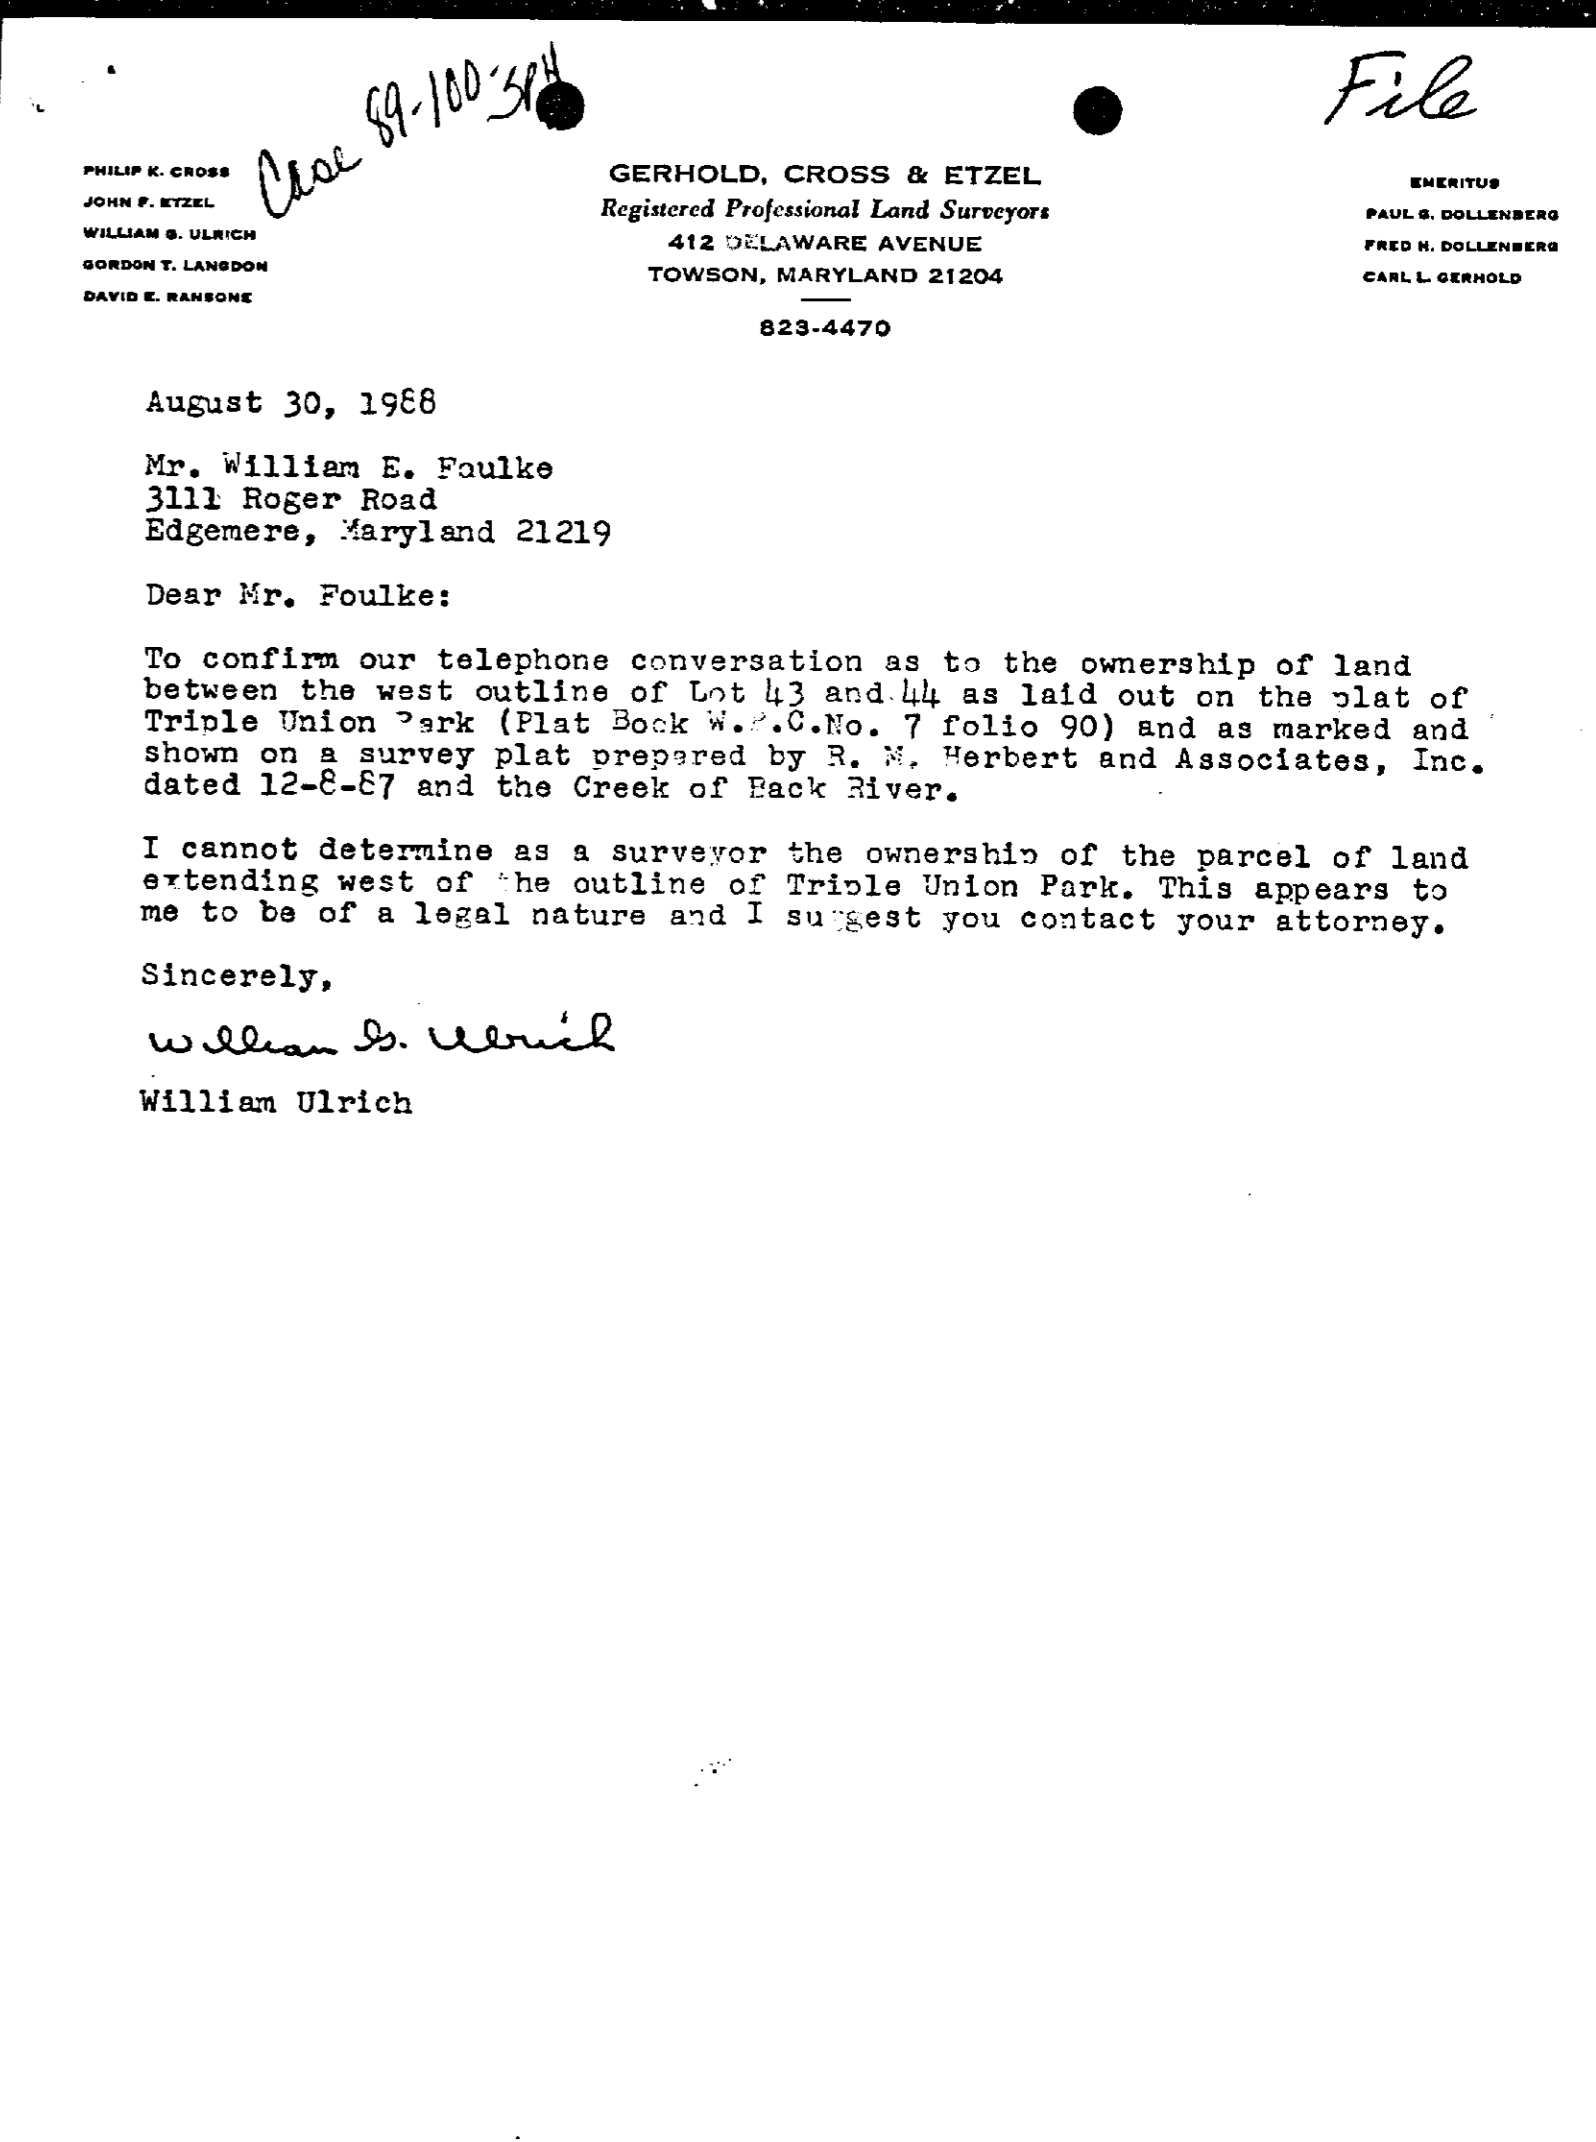 Case 89-100-SPH
File
PHILIP K. CROSS
JOHN F. ETZEL
WILLIAM G. ULRICH
GORDON T. LANGDON
DAVID E. RANSONE
GERHOLD, CROSS & ETZEL
Registered Professional Land Surveyors
412 DELAWARE AVENUE
TOWSON, MARYLAND 21204
823-4470
EMERITUS
PAUL G. DOLLENBERG
FRED H. DOLLENBERG
CARL L. GERHOLD
August 30, 1988
Mr. William E. Foulke
3111 Roger Road
Edgemere, Maryland 21219
Dear Mr. Foulke:
To confirm our telephone conversation as to the ownership of land
between the west outline of Lot 43 and 44 as laid out on the plat of
Triple Union Park (Plat Book No. 7 folio 90) and as marked and
shown on a survey plat prepared by R. M. Herbert and Associates, Inc.
dated 12-8-87 and the Creek of Back River.
I cannot determine as a surveyor the ownership of the parcel of land
extending west of the outline of Triple Union Park. This appears to
me to be of a legal nature and I suggest you contact your attorney.
Sincerely,
William G. Ulrich
William Ulrich